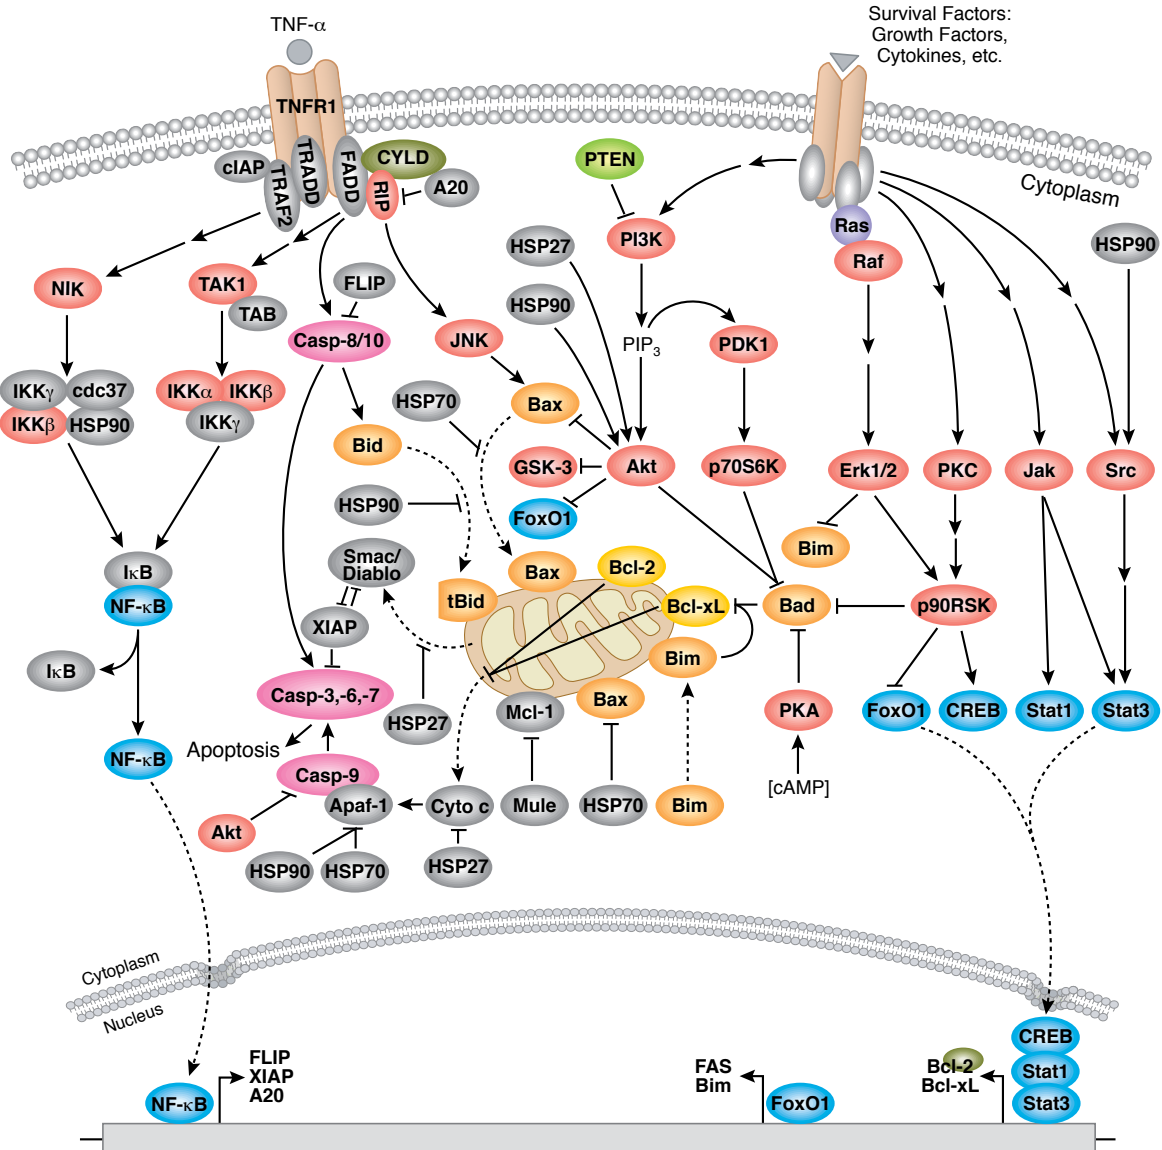 TNF-α
Survival Factors:
Growth Factors,
Cytokines, etc.
TNFR1
cIAP
TRAF2
TRADD
FADD
RIP
CYLD
A20
PTEN
Cytoplasm
PI3K
Ras
Raf
HSP27
HSP90
HSP90
NIK
TAK1
TAB
FLIP
Casp-8/10
JNK
PIP3
PDK1
IKKγ
cdc37
IKKβ
HSP90
IKKα
IKKβ
IKKγ
HSP70
Bax
Bid
GSK-3
Akt
p70S6K
Erk1/2
PKC
Jak
Src
HSP90
FoxO1
Bim
IκB
NF-κB
Smac/
Diablo
Bax
Bcl-2
tBid
Bcl-xL
Bad
p90RSK
XIAP
IκB
Bim
Casp-3,-6,-7
HSP27
Mcl-1
Bax
PKA
FoxO1
CREB
Stat1
Stat3
Apoptosis
NF-κB
Casp-9
Apaf-1
Cyto c
Mule
HSP70
Bim
[cAMP]
Akt
HSP90
HSP70
HSP27
Cytoplasm
Nucleus
FLIP
XIAP
A20
NF-κB
FAS
Bim
FoxO1
Bcl-2
Bcl-xL
CREB
Stat1
Stat3